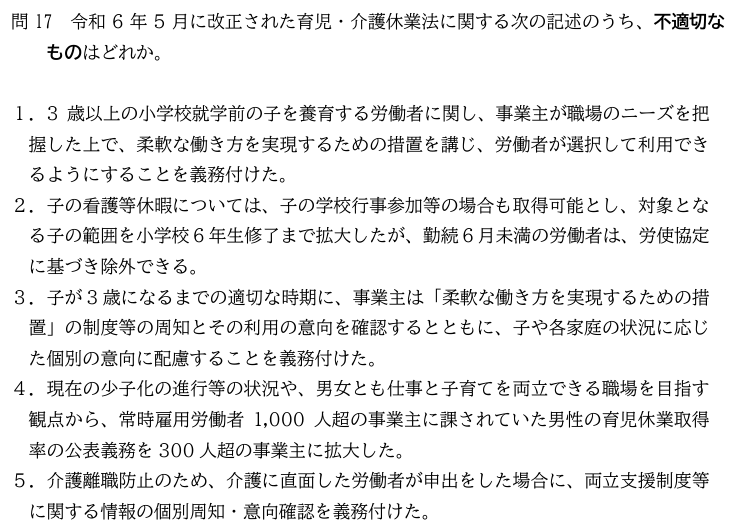 問 17　令和 6 年 5 月に改正された育児・介護休業法に関する次の記述のうち、不適切な
ものはどれか。
1．3 歳以上の小学校就学前の子を養育する労働者に関し、事業主が職場のニーズを把
握した上で、柔軟な働き方を実現するための措置を講じ、労働者が選択して利用でき
るようにすることを義務付けた。
2．子の看護等休暇については、子の学校行事参加等の場合も取得可能とし、対象とな
る子の範囲を小学校6年生修了まで拡大したが、勤続6月未満の労働者は、労使協定
に基づき除外できる。
3．子が3歳になるまでの適切な時期に、事業主は「柔軟な働き方を実現するための措
置」の制度等の周知とその利用の意向を確認するとともに、子や各家庭の状況に応じ
た個別の意向に配慮することを義務付けた。
4．現在の少子化の進行等の状況や、男女とも仕事と子育てを両立できる職場を目指す
観点から、常時雇用労働者 1,000 人超の事業主に課されていた男性の育児休業取得
率の公表義務を 300 人超の事業主に拡大した。
5．介護離職防止のため、介護に直面した労働者が申出をした場合に、両立支援制度等
に関する情報の個別周知・意向確認を義務付けた。